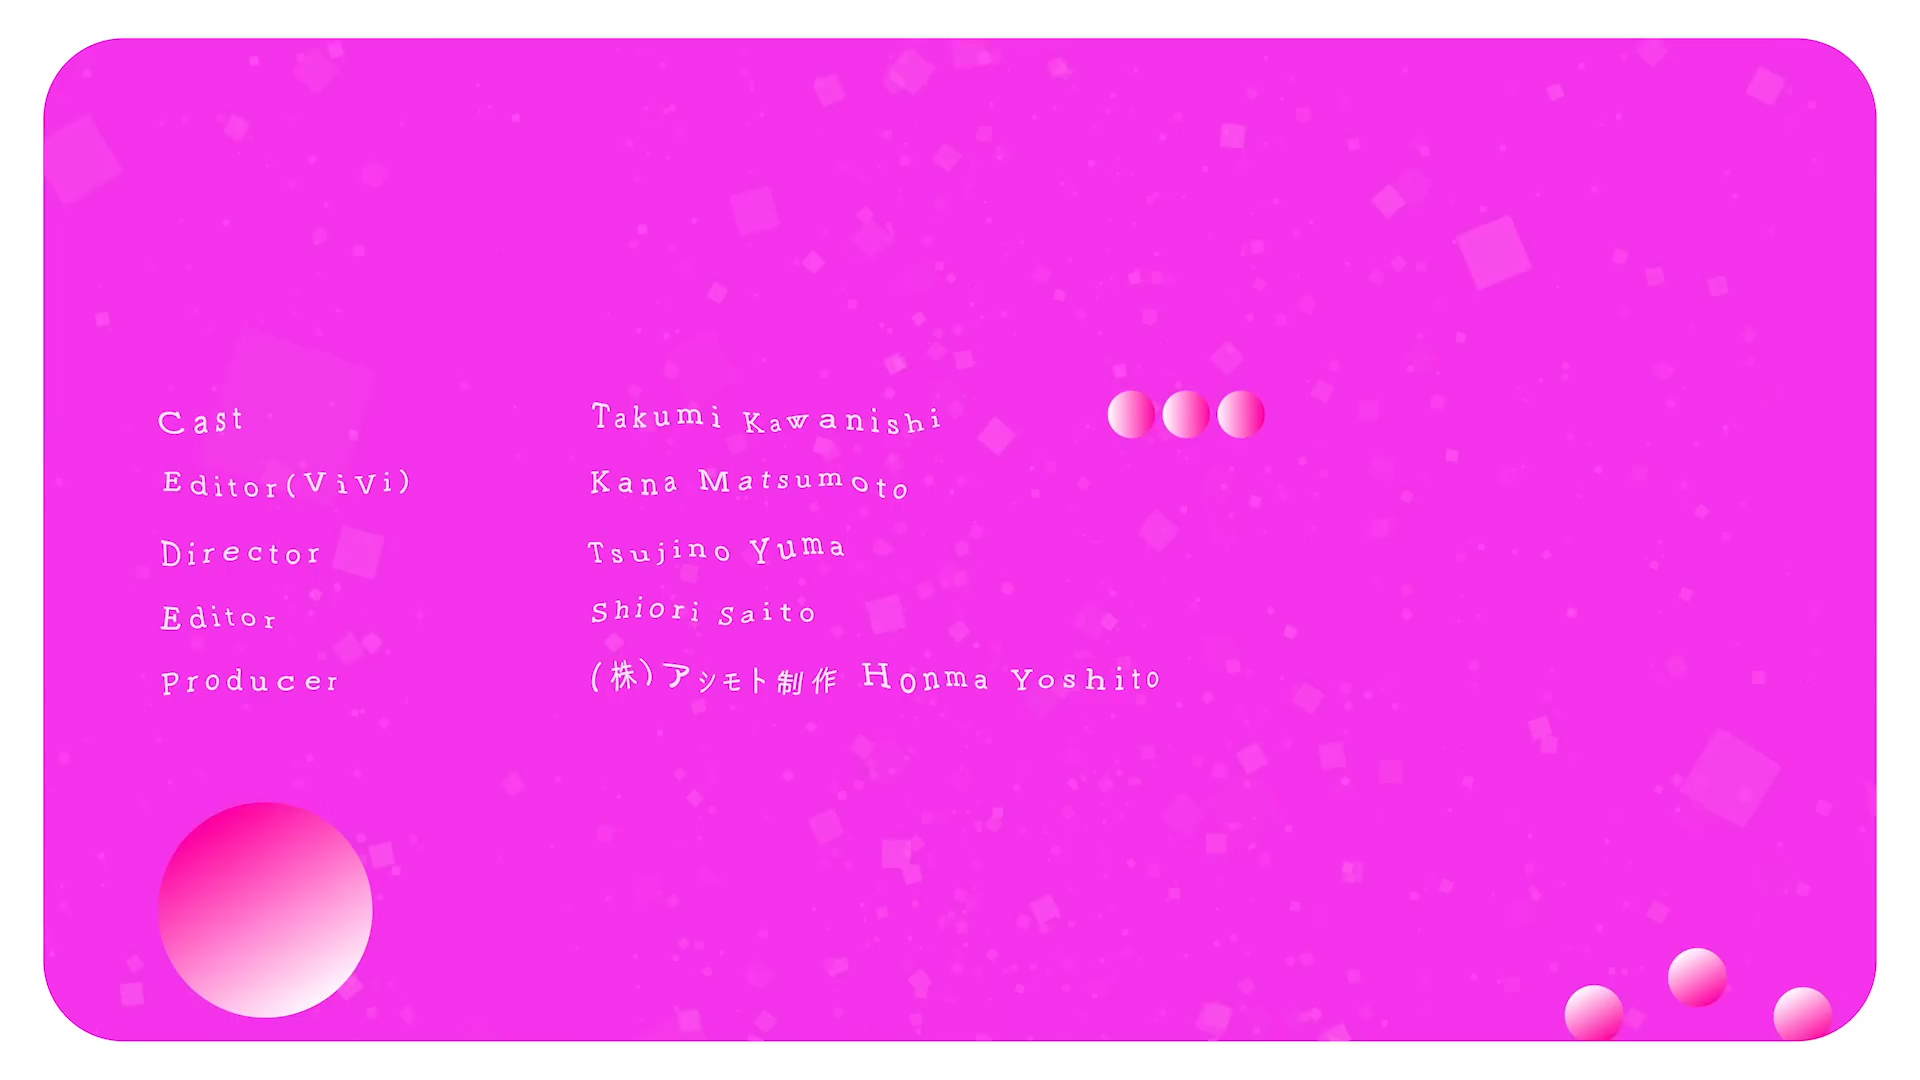 Cast Takumi Kawanishi
Editor(ViVi) Kana Matsumoto
Director Tsujino Yuma
Editor Shiori Saito
Producer (株)アシモト制作 Honma Yoshito